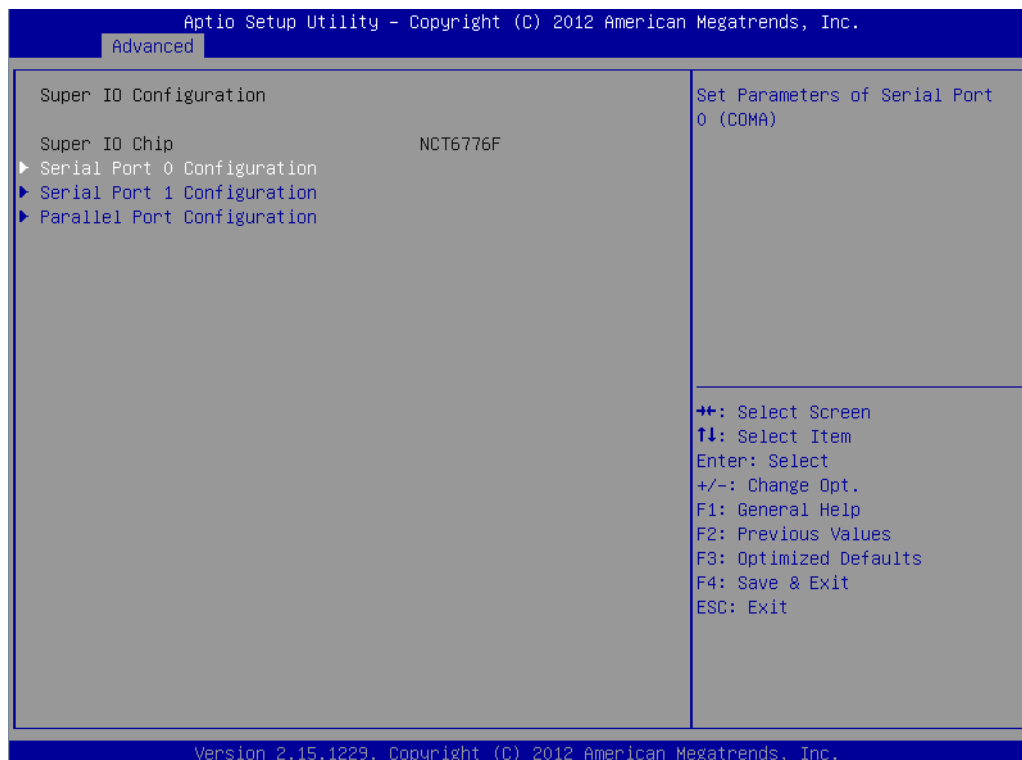 Aptio Setup Utility – Copyright (C) 2012 American Megatrends, Inc.
Advanced
Super IO Configuration
Super IO Chip NCT6776F
Serial Port 0 Configuration
Serial Port 1 Configuration
Parallel Port Configuration
Set Parameters of Serial Port
0 (COMA)
→←: Select Screen
↑↓: Select Item
Enter: Select
+/-: Change Opt.
F1: General Help
F2: Previous Values
F3: Optimized Defaults
F4: Save & Exit
ESC: Exit
Version 2.15.1229. Copyright (C) 2012 American Megatrends, Inc.